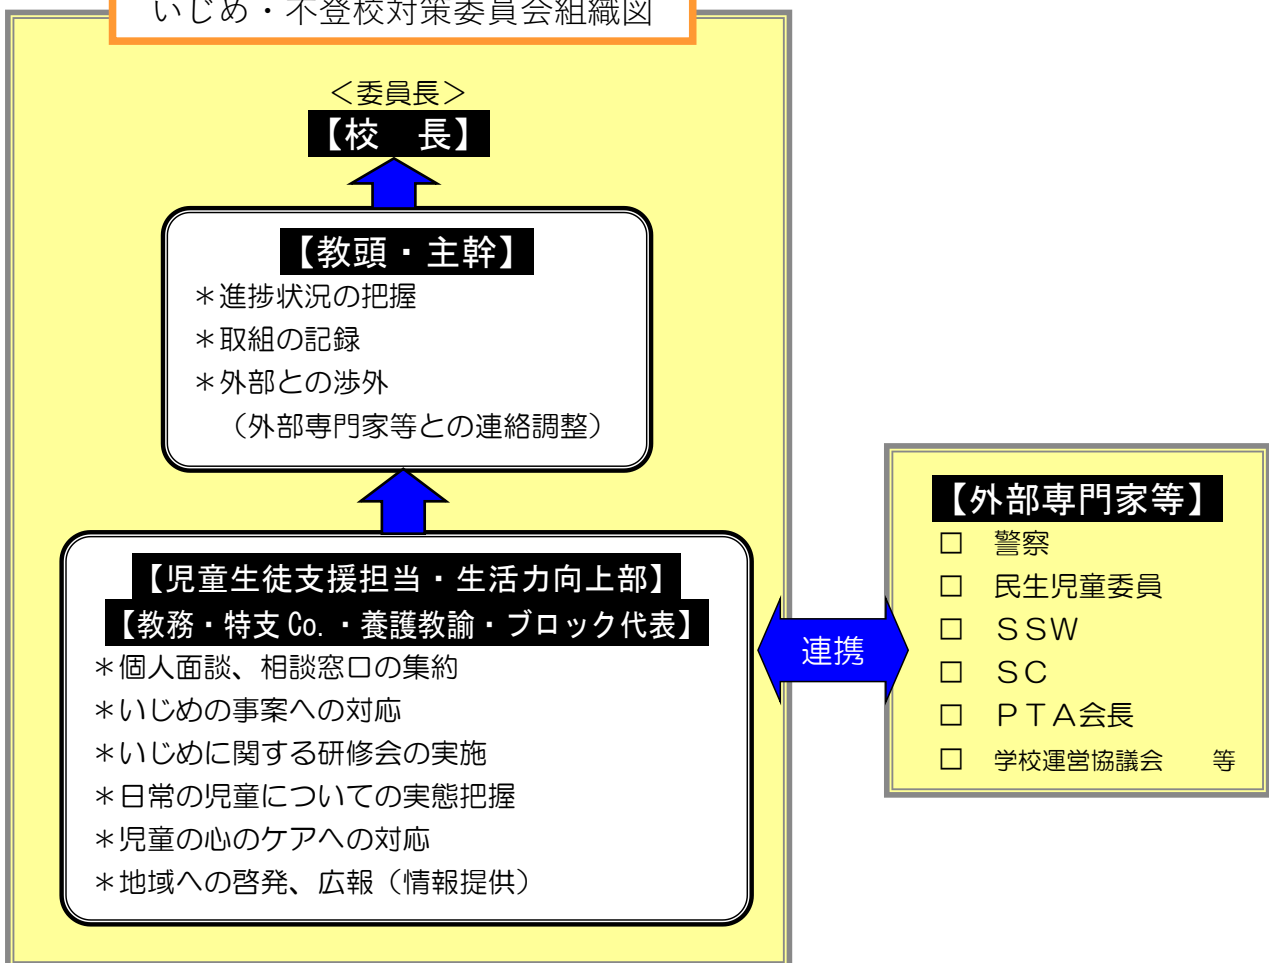 いじめ・不登校対策委員会組織図
＜委員長＞
【校　長】
【教頭・主幹】
＊進捗状況の把握
＊取組の記録
＊外部との渉外
（外部専門家等との連絡調整）
【児童生徒支援担当・生活力向上部】
【教務・特支Co.・養護教諭・ブロック代表】
＊個人面談、相談窓口の集約
＊いじめの事案への対応
＊いじめに関する研修会の実施
＊日常の児童についての実態把握
＊児童の心のケアへの対応
＊地域への啓発、広報（情報提供）
連携
【外部専門家等】
□　警察
□　民生児童委員
□　ＳＳＷ
□　ＳＣ
□　ＰＴＡ会長
□　学校運営協議会　　等